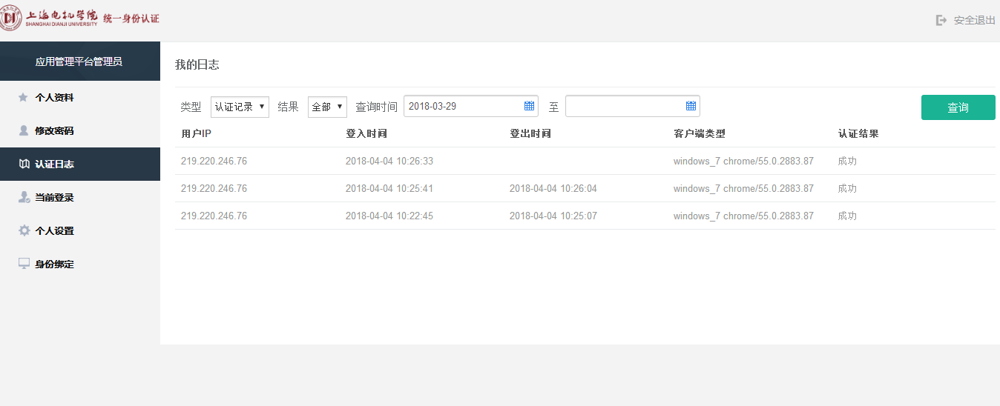 上海电机学院 统一身份认证
SHANGHAI DIANJI UNIVERSITY
安全退出
应用管理平台管理员
个人资料
修改密码
认证日志
当前登录
个人设置
身份绑定
我的日志
类型 认证记录 结果 全部 查询时间 2018-03-29 至 查询
用户IP 登入时间 登出时间 客户端类型 认证结果
219.220.246.76 2018-04-04 10:26:33 windows_7 chrome/55.0.2883.87 成功
219.220.246.76 2018-04-04 10:25:41 2018-04-04 10:26:04 windows_7 chrome/55.0.2883.87 成功
219.220.246.76 2018-04-04 10:22:45 2018-04-04 10:25:07 windows_7 chrome/55.0.2883.87 成功